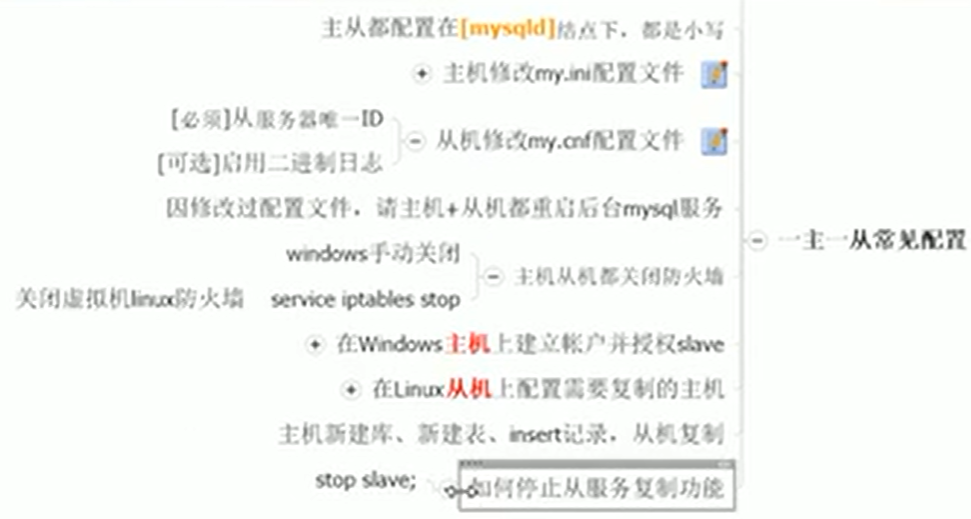 主从都配置在[mysqld]结点下，都是小写
主机修改my.ini配置文件
[必须]从服务器唯一ID
从机修改my.cnf配置文件
[可选]启用二进制日志
因修改过配置文件，请主机+从机都重启后台mysql服务
一主一从常见配置
windows手动关闭
主机从机都关闭防火墙
关闭虚拟机linux防火墙 service iptables stop
在Windows主机上建立帐户并授权slave
在Linux从机上配置需要复制的主机
主机新建库、新建表、insert记录，从机复制
stop slave;
如何停止从服务复制功能